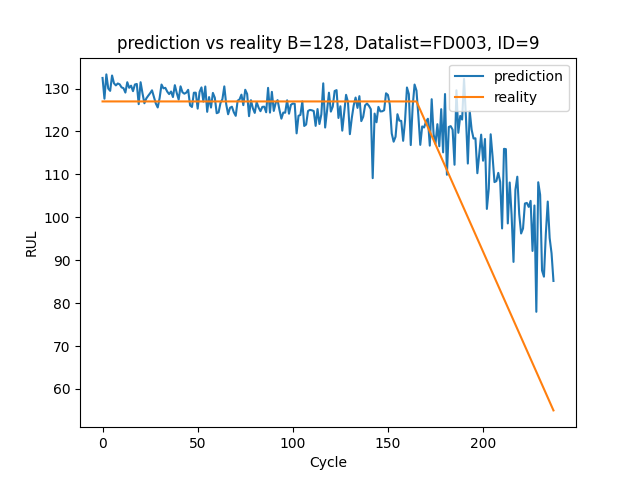 prediction vs reality B=128, Datalist=FD003, ID=9
prediction
reality
RUL
130
120
110
100
90
80
70
60
0
50
100
150
200
Cycle